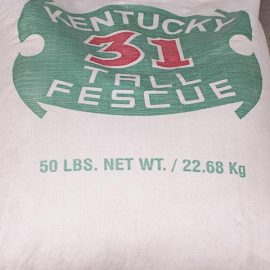 KENTUCKY
31
TALL
FESCUE
50 LBS. NET WT. / 22.68 Kg